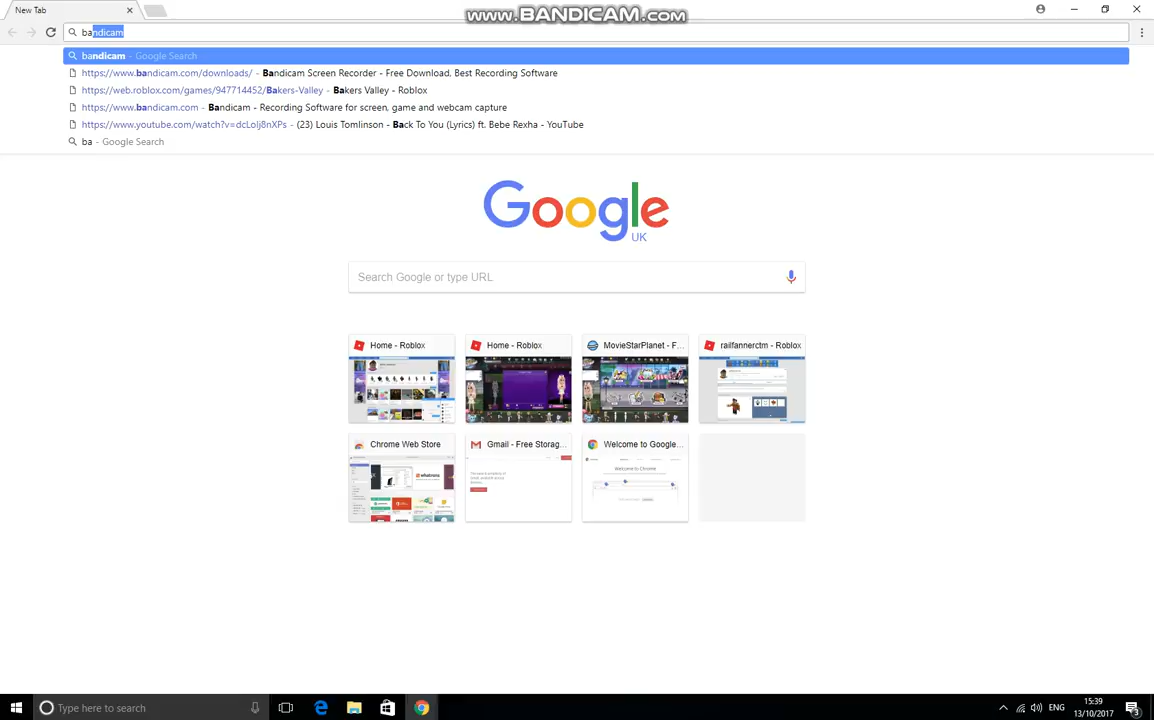 New Tab
www.BANDICAM.com
bandicam
bandicam - Google Search
https://www.bandicam.com/downloads/ - Bandicam Screen Recorder - Free Download, Best Recording Software
https://web.roblox.com/games/947714452/Bakers-Valley - Bakers Valley - Roblox
https://www.bandicam.com - Bandicam - Recording Software for screen, game and webcam capture
https://www.youtube.com/watch?v=dcLoIj8nXPs - (23) Louis Tomlinson - Back To You (Lyrics) ft. Bebe Rexha - YouTube
ba - Google Search
Google
UK
Search Google or type URL
Home - Roblox
Home - Roblox
MovieStarPlanet - F...
railfannerctm - Roblox
Chrome Web Store
Gmail - Free Storag...
Welcome to Google...
Welcome to Chrome
Type here to search
ENG
15:39
13/10/2017
3